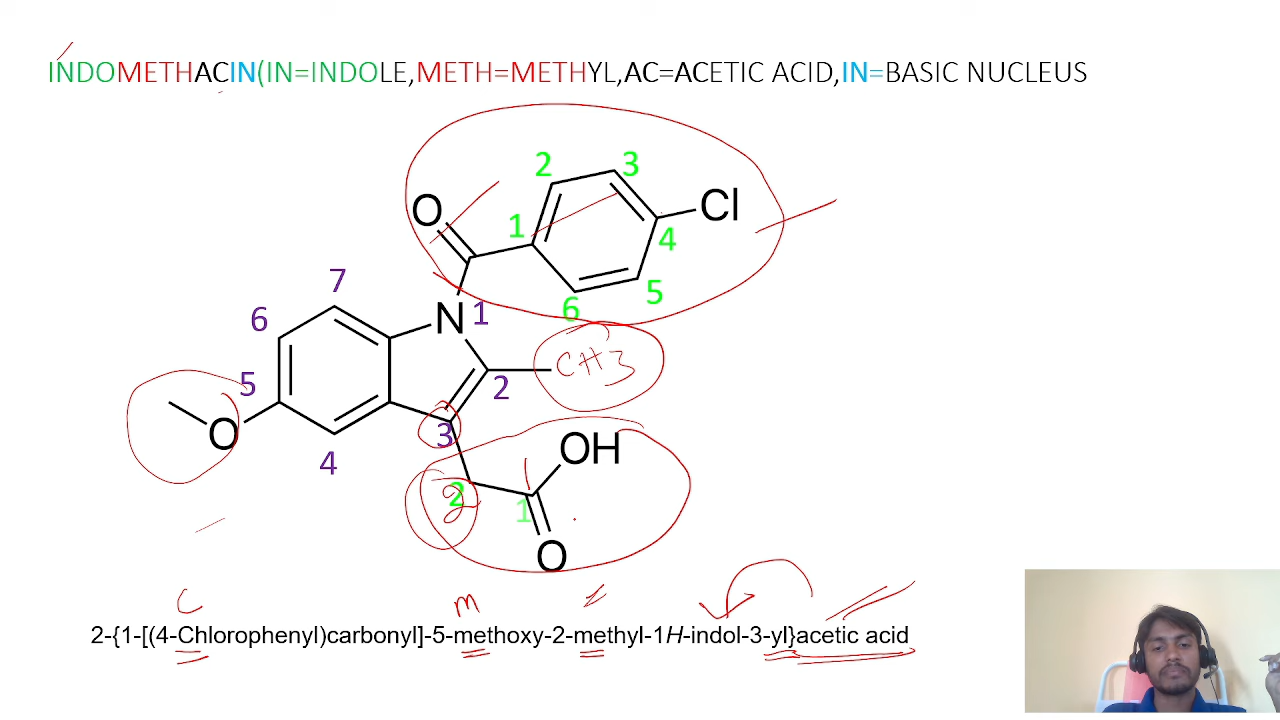 INDOMETHACIN(IN=INDOLE,METH=METHYL,AC=ACETIC ACID,IN=BASIC NUCLEUS
2 3
O Cl
1 4
7 5
6 N 1 6
5 2 CH3
O 3
4 OH
2 2 1
O
C m
2-{1-[(4-Chlorophenyl)carbonyl]-5-methoxy-2-methyl-1H-indol-3-yl}acetic acid